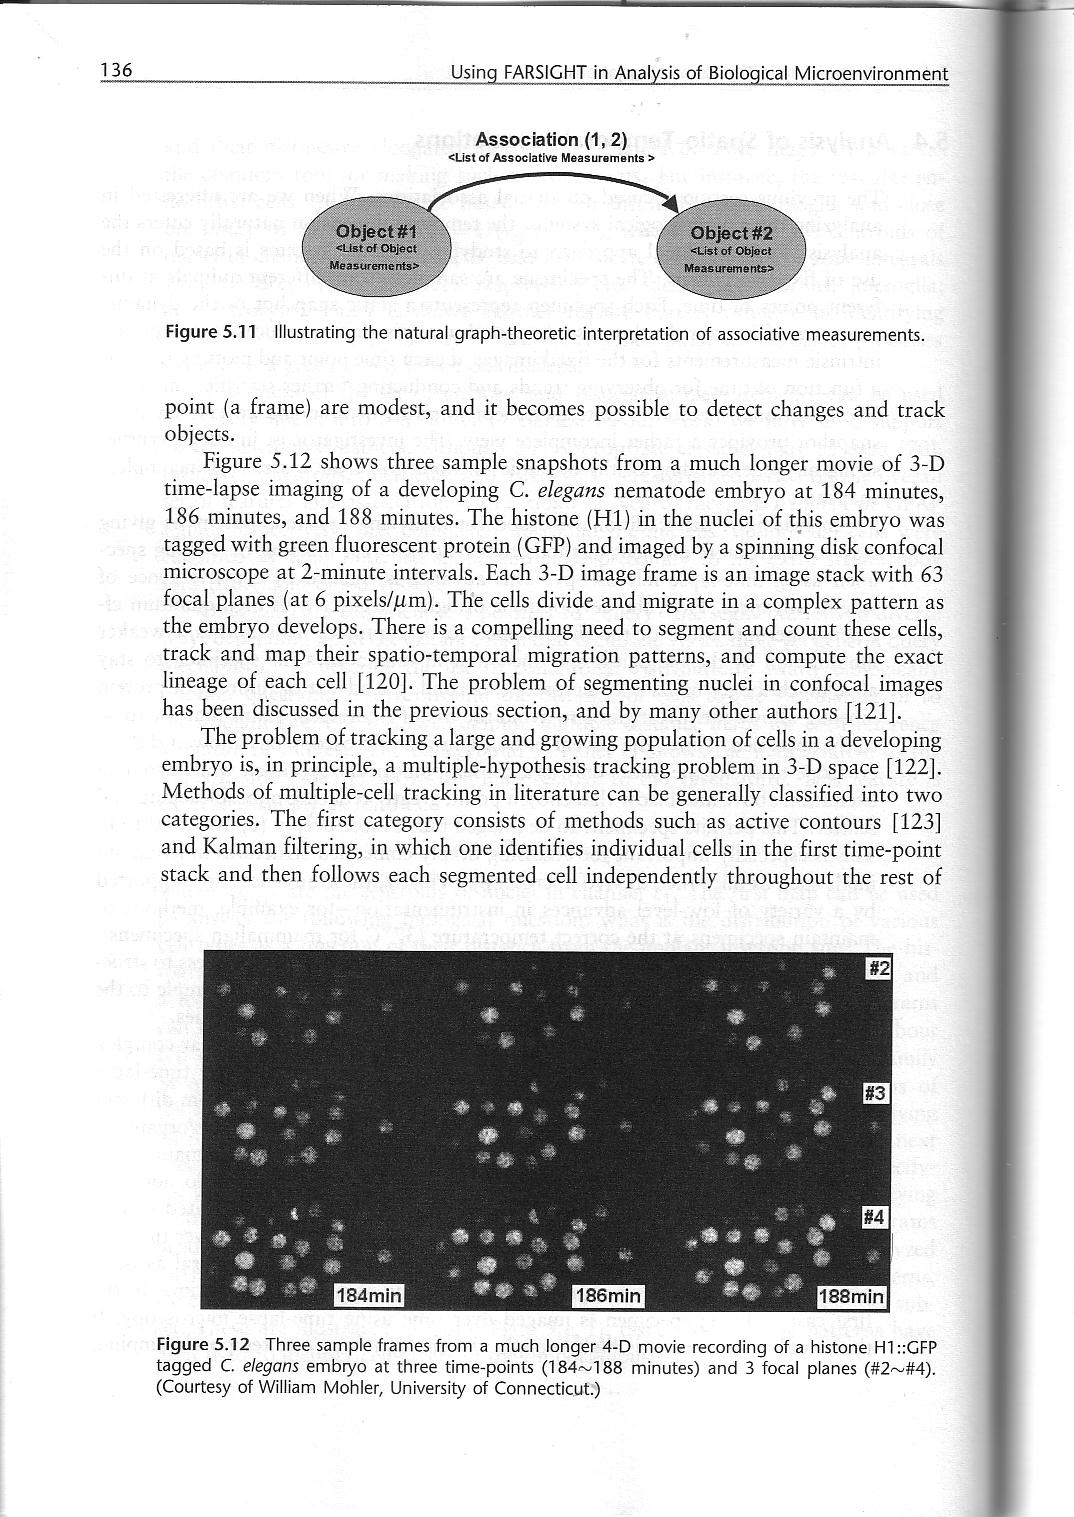 136
Using FARSIGHT in Analysis of Biological Microenvironment
Association (1, 2)
<List of Associative Measurements >
Object #1
<List of Object
Measurements>
Object #2
<List of Object
Measurements>
Figure 5.11 Illustrating the natural graph-theoretic interpretation of associative measurements.
point (a frame) are modest, and it becomes possible to detect changes and track
objects.
Figure 5.12 shows three sample snapshots from a much longer movie of 3-D
time-lapse imaging of a developing C. elegans nematode embryo at 184 minutes,
186 minutes, and 188 minutes. The histone (H1) in the nuclei of this embryo was
tagged with green fluorescent protein (GFP) and imaged by a spinning disk confocal
microscope at 2-minute intervals. Each 3-D image frame is an image stack with 63
focal planes (at 6 pixels/μm). The cells divide and migrate in a complex pattern as
the embryo develops. There is a compelling need to segment and count these cells,
track and map their spatio-temporal migration patterns, and compute the exact
lineage of each cell [120]. The problem of segmenting nuclei in confocal images
has been discussed in the previous section, and by many other authors [121].
The problem of tracking a large and growing population of cells in a developing
embryo is, in principle, a multiple-hypothesis tracking problem in 3-D space [122].
Methods of multiple-cell tracking in literature can be generally classified into two
categories. The first category consists of methods such as active contours [123]
and Kalman filtering, in which one identifies individual cells in the first time-point
stack and then follows each segmented cell independently throughout the rest of
#2
#3
#4
184min
186min
188min
Figure 5.12 Three sample frames from a much longer 4-D movie recording of a histone H1::GFP
tagged C. elegans embryo at three time-points (184~188 minutes) and 3 focal planes (#2~#4).
(Courtesy of William Mohler, University of Connecticut.)